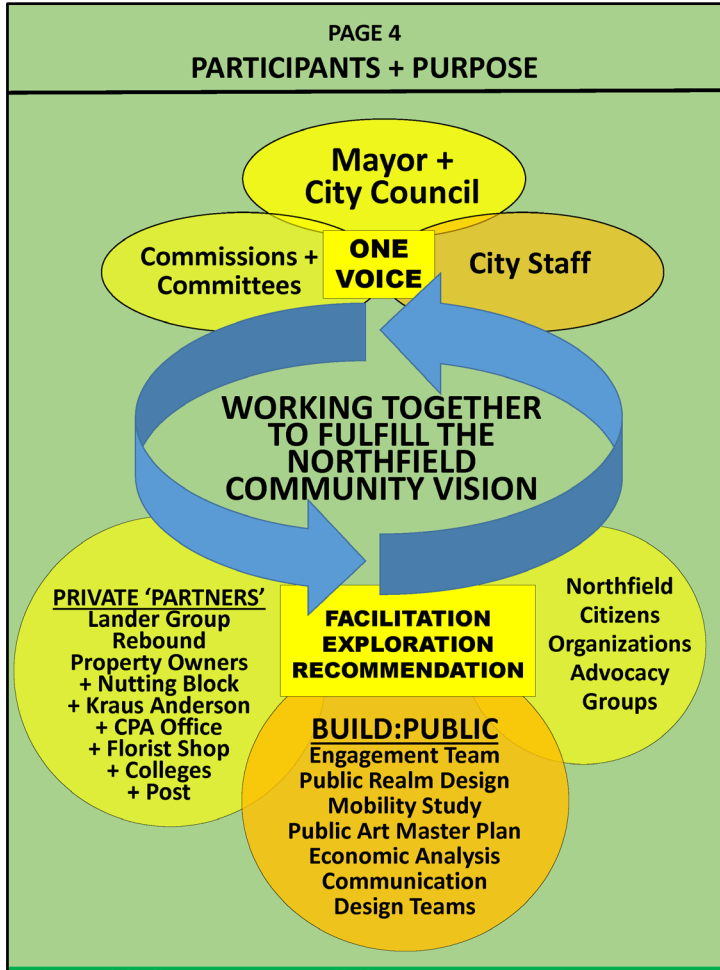 PAGE 4
PARTICIPANTS + PURPOSE
Mayor +
City Council
Commissions +
Committees
ONE
VOICE
City Staff
WORKING TOGETHER
TO FULFILL THE
NORTHFIELD
COMMUNITY VISION
PRIVATE ‘PARTNERS’
Lander Group
Rebound
Property Owners
+ Nutting Block
+ Kraus Anderson
+ CPA Office
+ Florist Shop
+ Colleges
+ Post
FACILITATION
EXPLORATION
RECOMMENDATION
Northfield
Citizens
Organizations
Advocacy
Groups
BUILD:PUBLIC
Engagement Team
Public Realm Design
Mobility Study
Public Art Master Plan
Economic Analysis
Communication
Design Teams